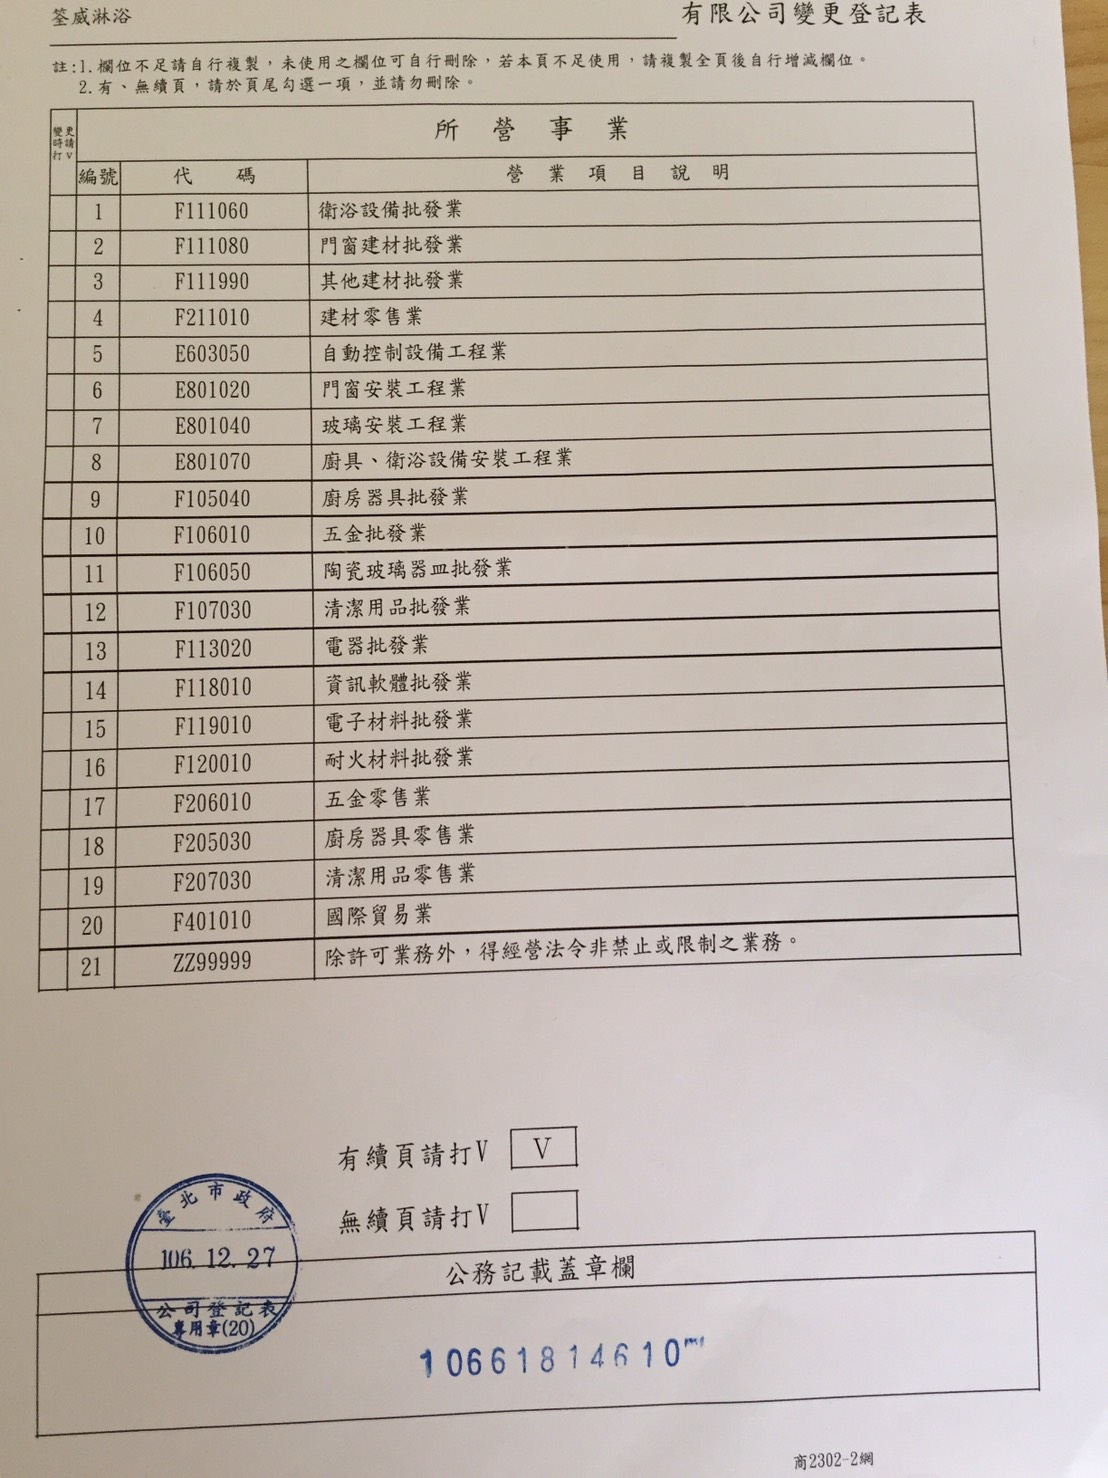 筌威淋浴 有限公司變更登記表
註:1.欄位不足請自行複製，未使用之欄位可自行刪除，若本頁不足使用，請複製全頁後自行增減欄位。
2.有、無續頁，請於頁尾勾選一項，並請勿刪除。
變更時請打V 所營事業
編號 代碼 營業項目說明
1 F111060 衛浴設備批發業
2 F111080 門窗建材批發業
3 F111990 其他建材批發業
4 F211010 建材零售業
5 E603050 自動控制設備工程業
6 E801020 門窗安裝工程業
7 E801040 玻璃安裝工程業
8 E801070 廚具、衛浴設備安裝工程業
9 F105040 廚房器具批發業
10 F106010 五金批發業
11 F106050 陶瓷玻璃器皿批發業
12 F107030 清潔用品批發業
13 F113020 電器批發業
14 F118010 資訊軟體批發業
15 F119010 電子材料批發業
16 F120010 耐火材料批發業
17 F206010 五金零售業
18 F205030 廚房器具零售業
19 F207030 清潔用品零售業
20 F401010 國際貿易業
21 ZZ99999 除許可業務外，得經營法令非禁止或限制之業務。
有續頁請打V V
無續頁請打V
臺北市政府
106.12.27
公司登記表
專用章(20)
公務記載蓋章欄
10661814610
商2302-2網